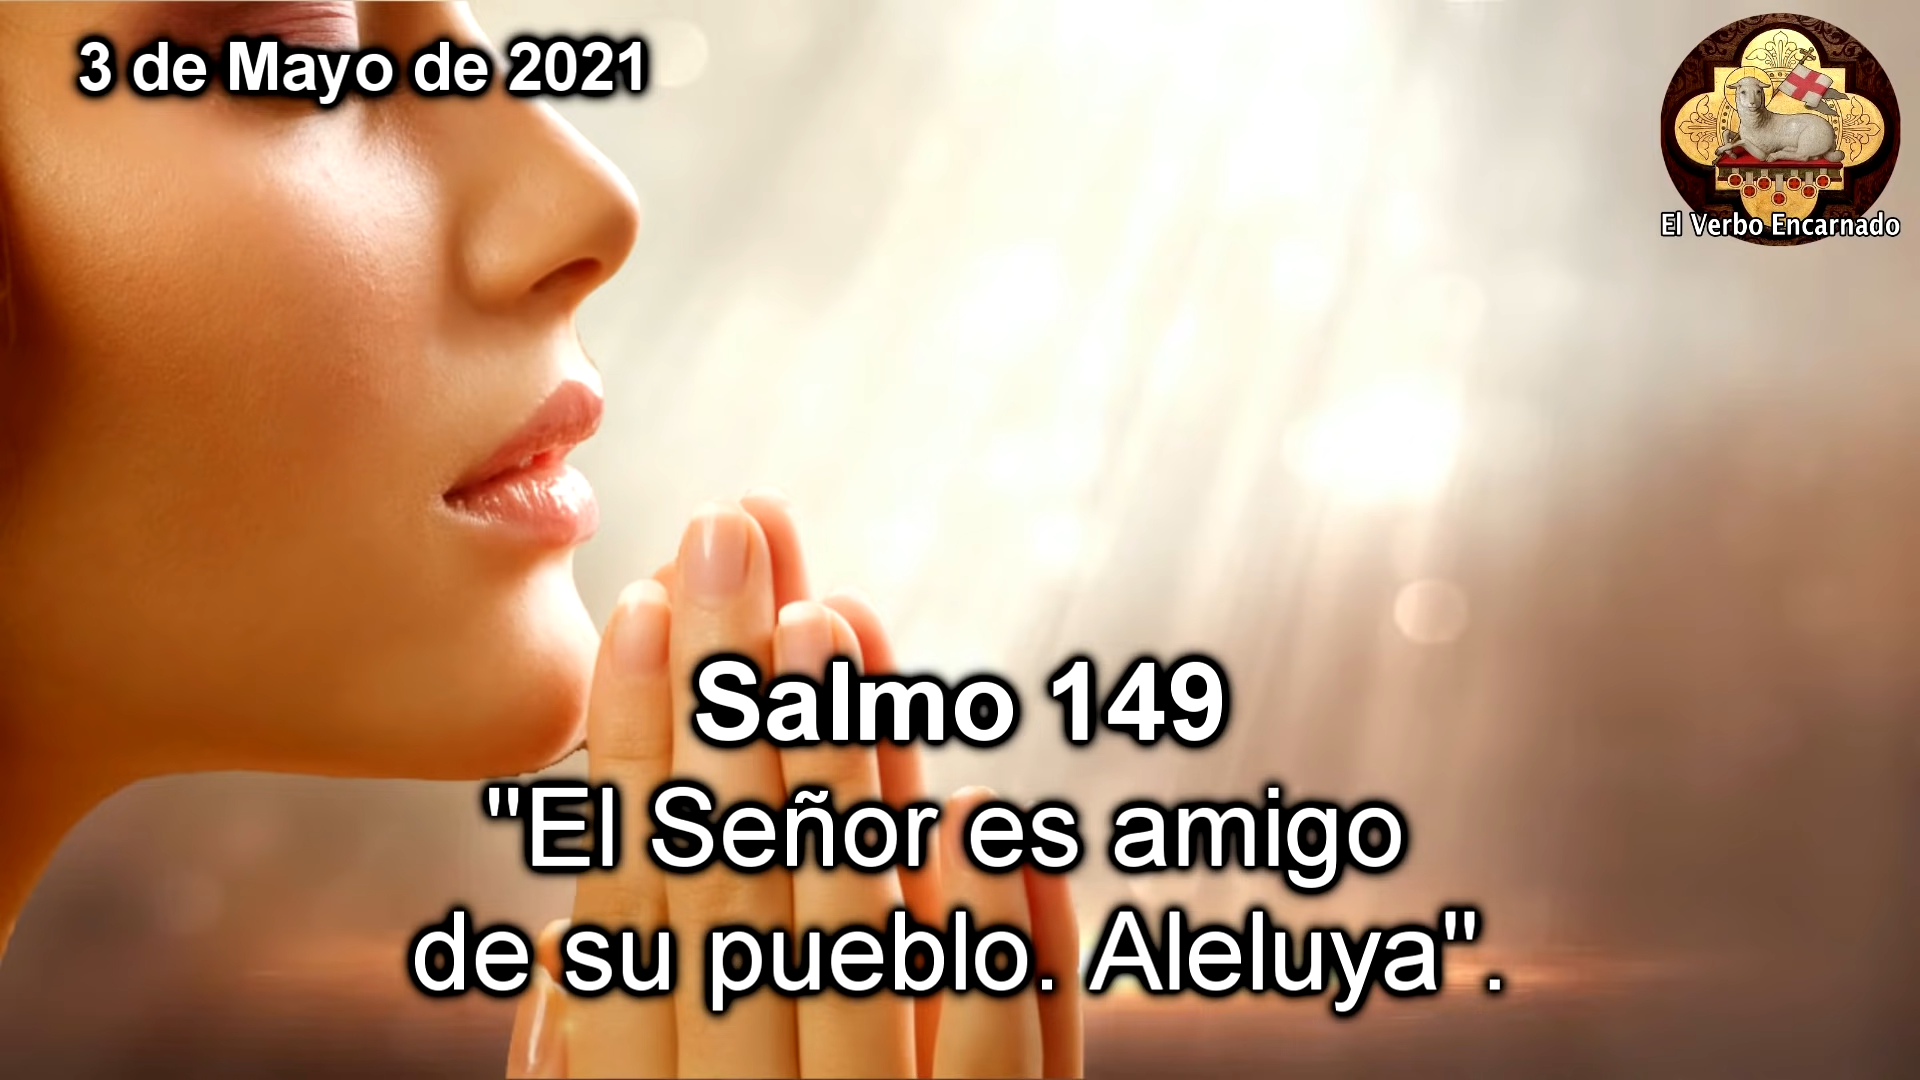 3 de Mayo de 2021
El Verbo Encarnado
Salmo 149
"El Señor es amigo
de su pueblo. Aleluya".